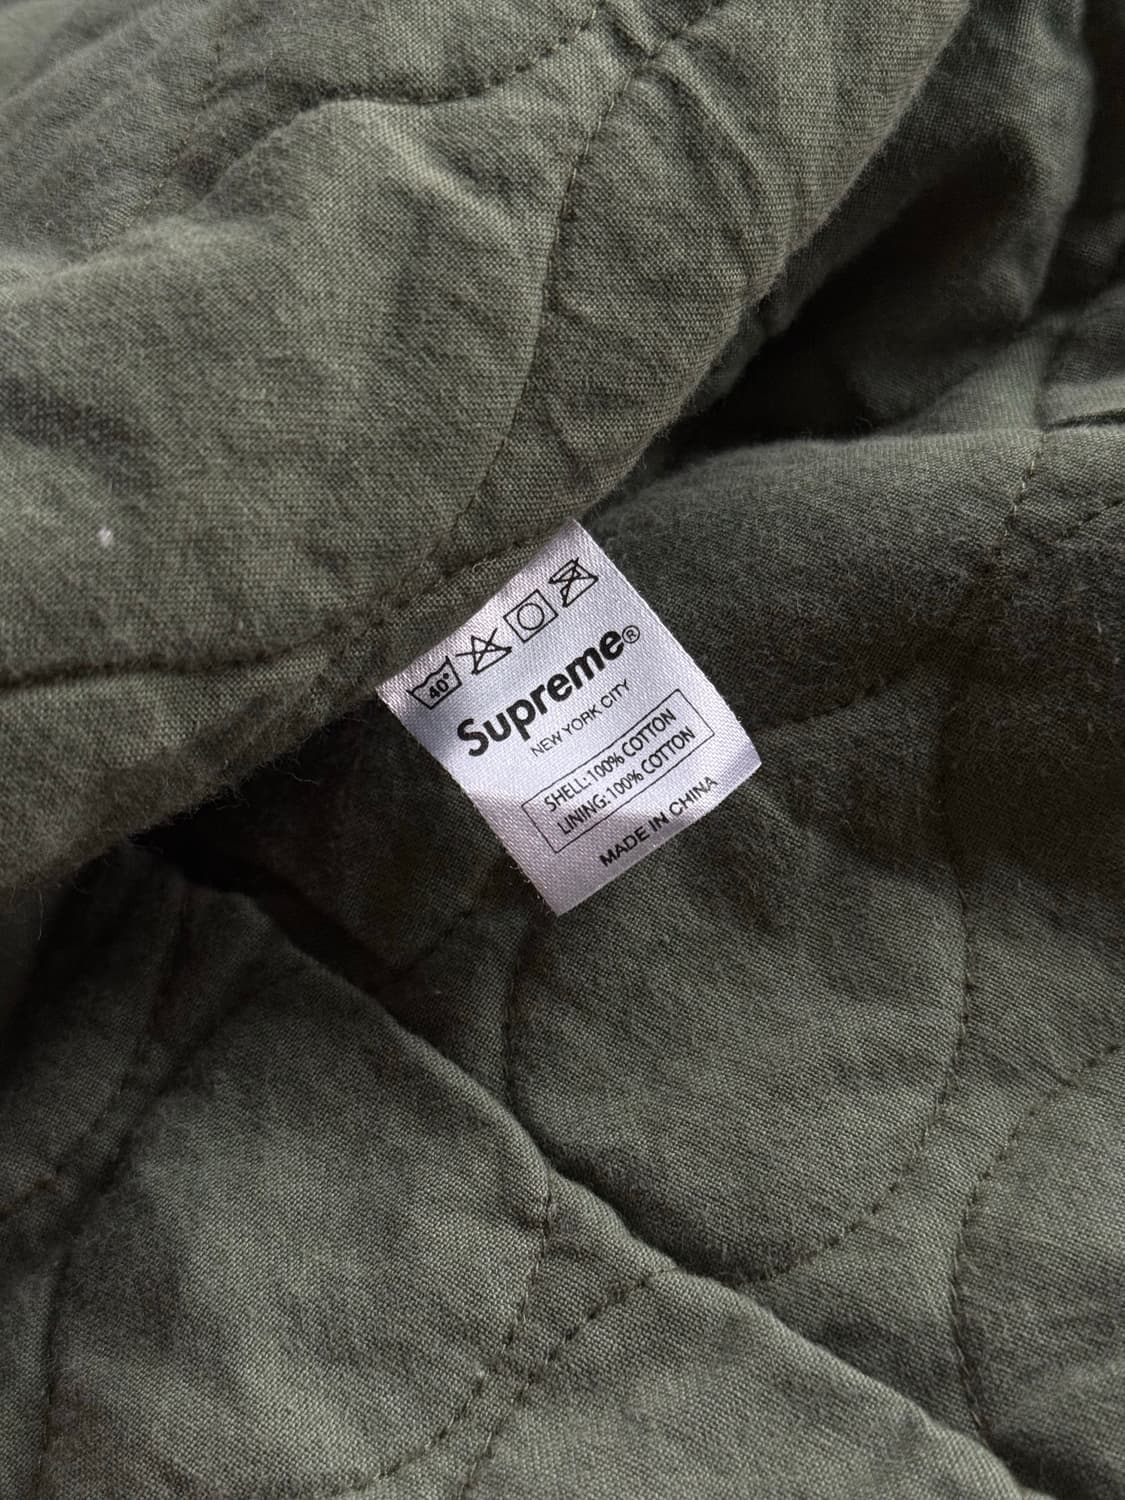 40°
Supreme®
NEW YORK CITY
SHELL:100% COTTON
LINING:100% COTTON
MADE IN CHINA